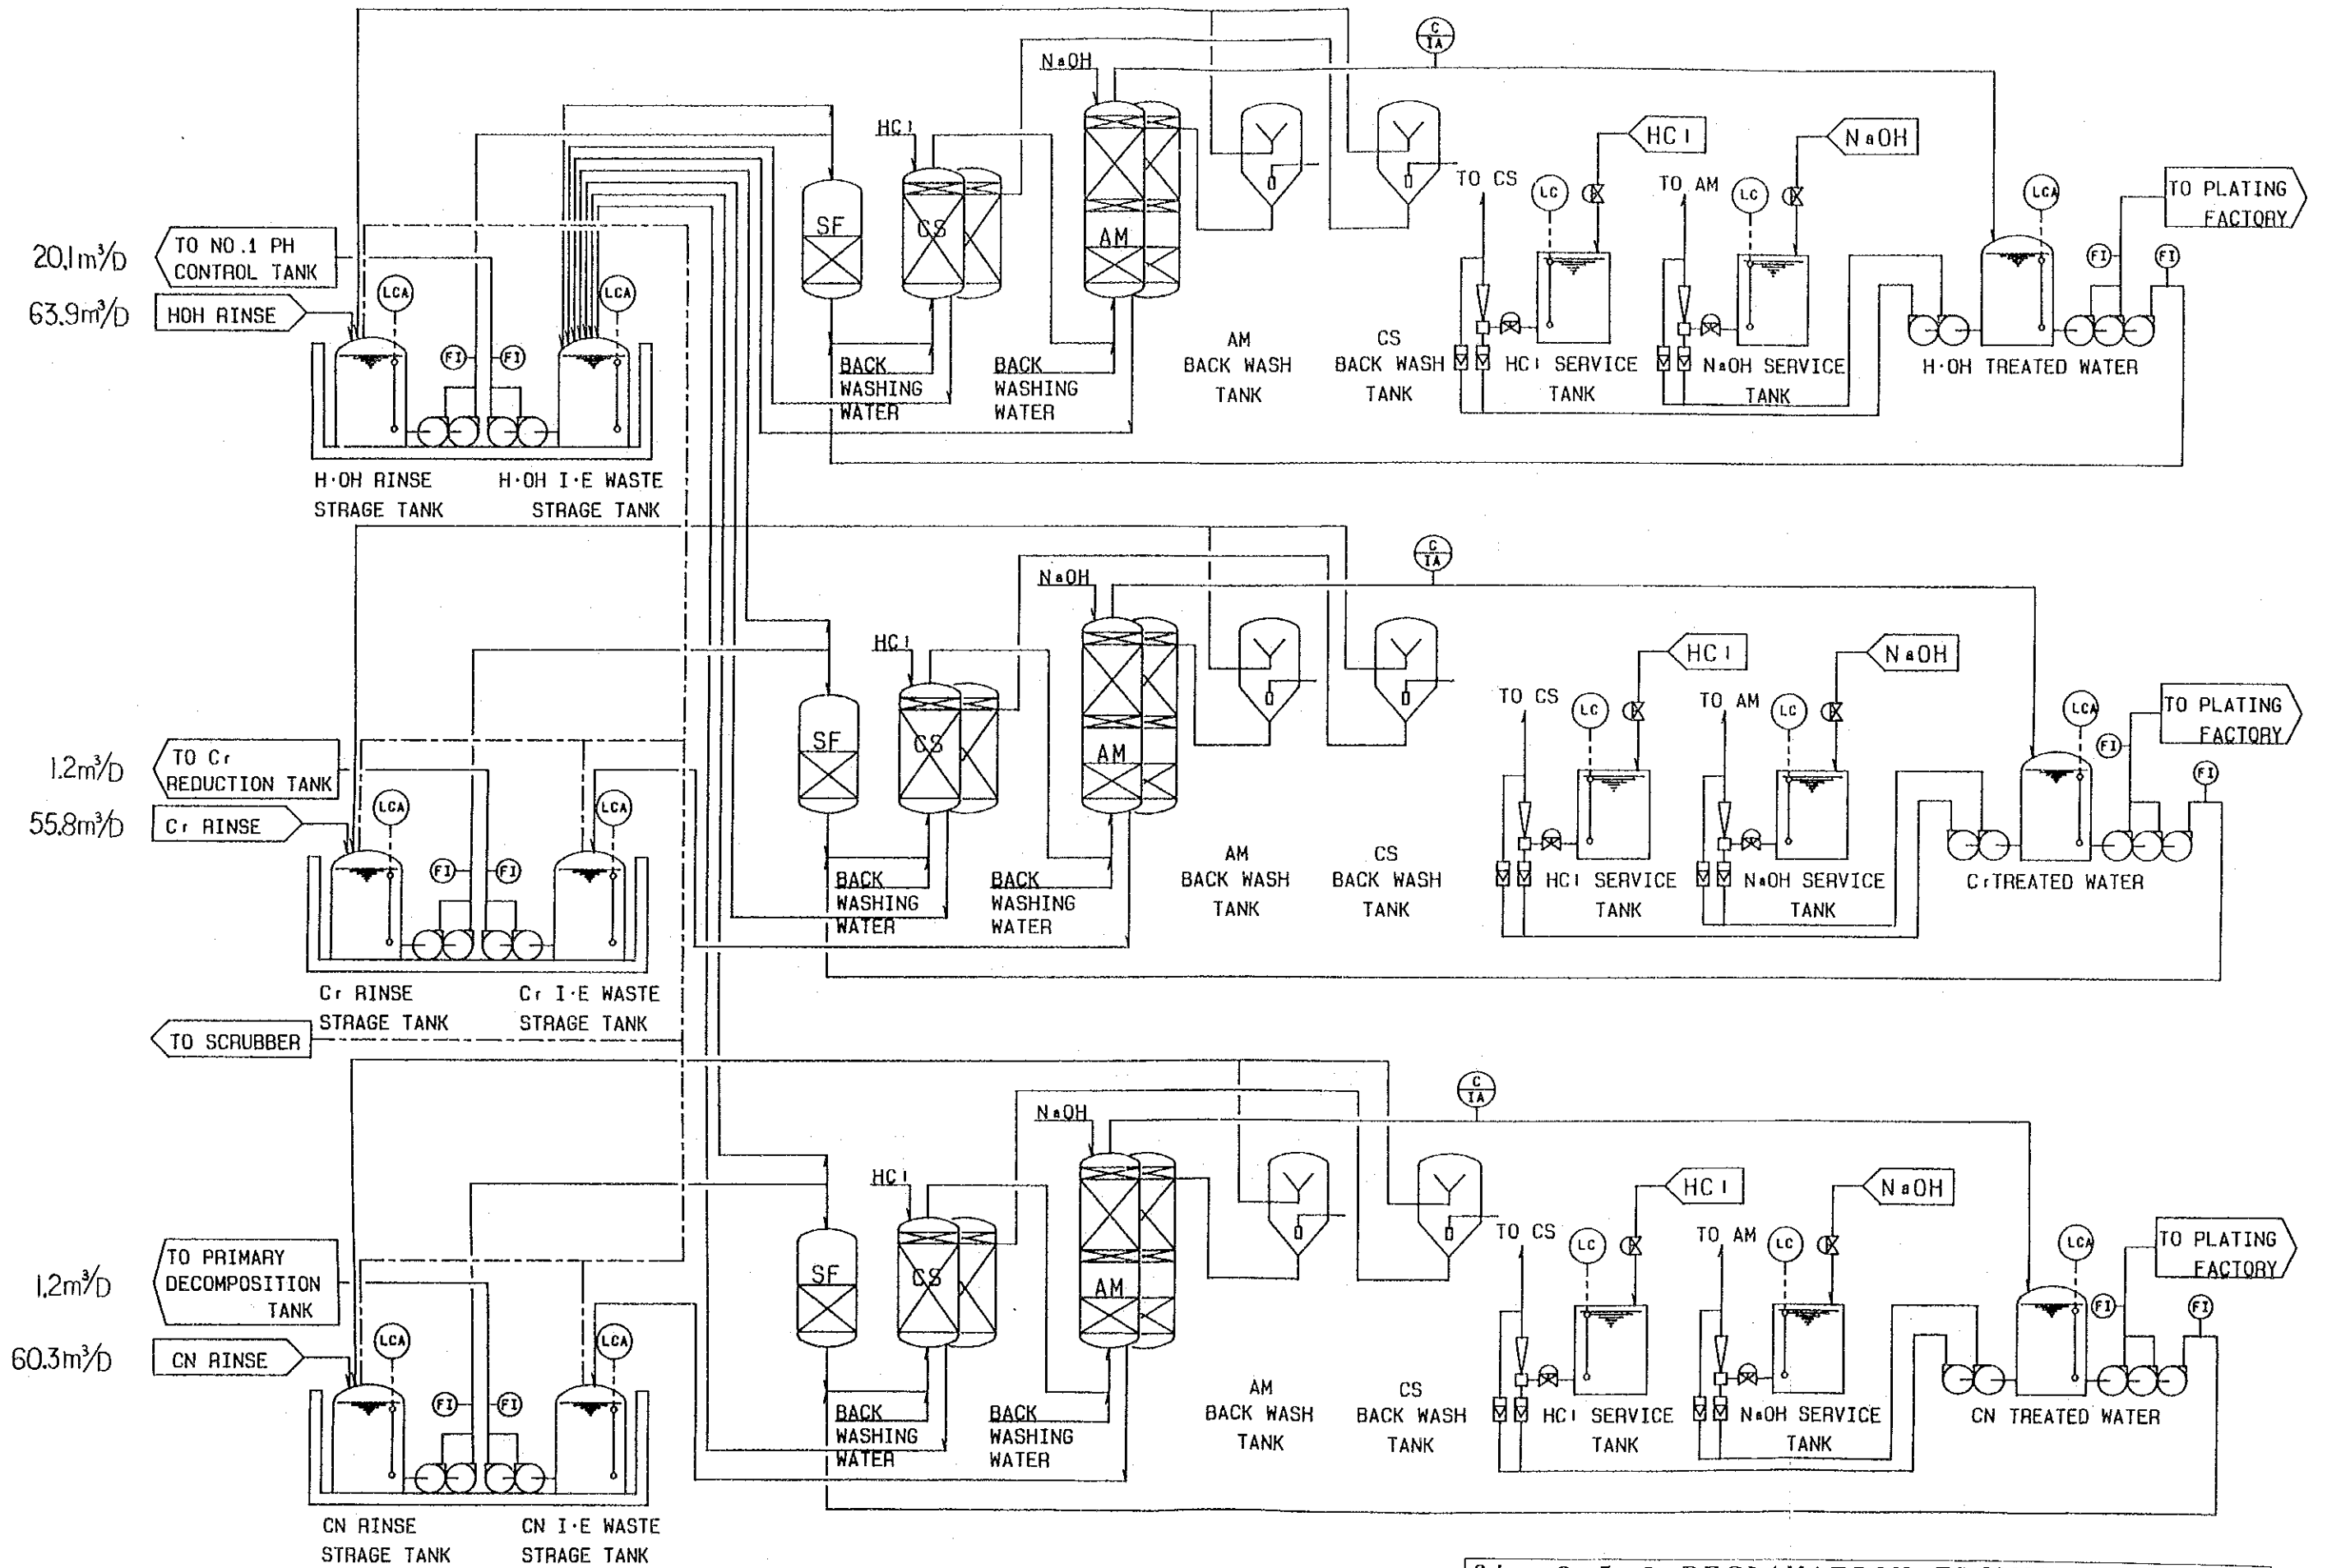 C
IA
NaOH
HCl
HCl
NaOH
TO CS
LC
TO AM
LC
LCA
TO PLATING
FACTORY
SF
CS
AM
20.1m³/D
TO NO.1 PH
CONTROL TANK
63.9m³/D
HOH RINSE
LCA
LCA
FI
FI
FI
FI
BACK
WASHING
WATER
BACK
WASHING
WATER
AM
BACK WASH
TANK
CS
BACK WASH
TANK
HCl SERVICE
TANK
NaOH SERVICE
TANK
H·OH TREATED WATER
H·OH RINSE
STRAGE TANK
H·OH I·E WASTE
STRAGE TANK
C
IA
NaOH
HCl
HCl
NaOH
TO CS
LC
TO AM
LC
LCA
TO PLATING
FACTORY
SF
CS
AM
FI
FI
1.2m³/D
TO Cr
REDUCTION TANK
55.8m³/D
Cr RINSE
LCA
LCA
FI
FI
BACK
WASHING
WATER
BACK
WASHING
WATER
AM
BACK WASH
TANK
CS
BACK WASH
TANK
HCl SERVICE
TANK
NaOH SERVICE
TANK
CrTREATED WATER
Cr RINSE
STRAGE TANK
Cr I·E WASTE
STRAGE TANK
TO SCRUBBER
C
IA
NaOH
HCl
HCl
NaOH
TO CS
LC
TO AM
LC
LCA
TO PLATING
FACTORY
SF
CS
AM
FI
FI
1.2m³/D
TO PRIMARY
DECOMPOSITION
TANK
60.3m³/D
CN RINSE
LCA
LCA
FI
FI
BACK
WASHING
WATER
BACK
WASHING
WATER
AM
BACK WASH
TANK
CS
BACK WASH
TANK
HCl SERVICE
TANK
NaOH SERVICE
TANK
CN TREATED WATER
CN RINSE
STRAGE TANK
CN I·E WASTE
STRAGE TANK